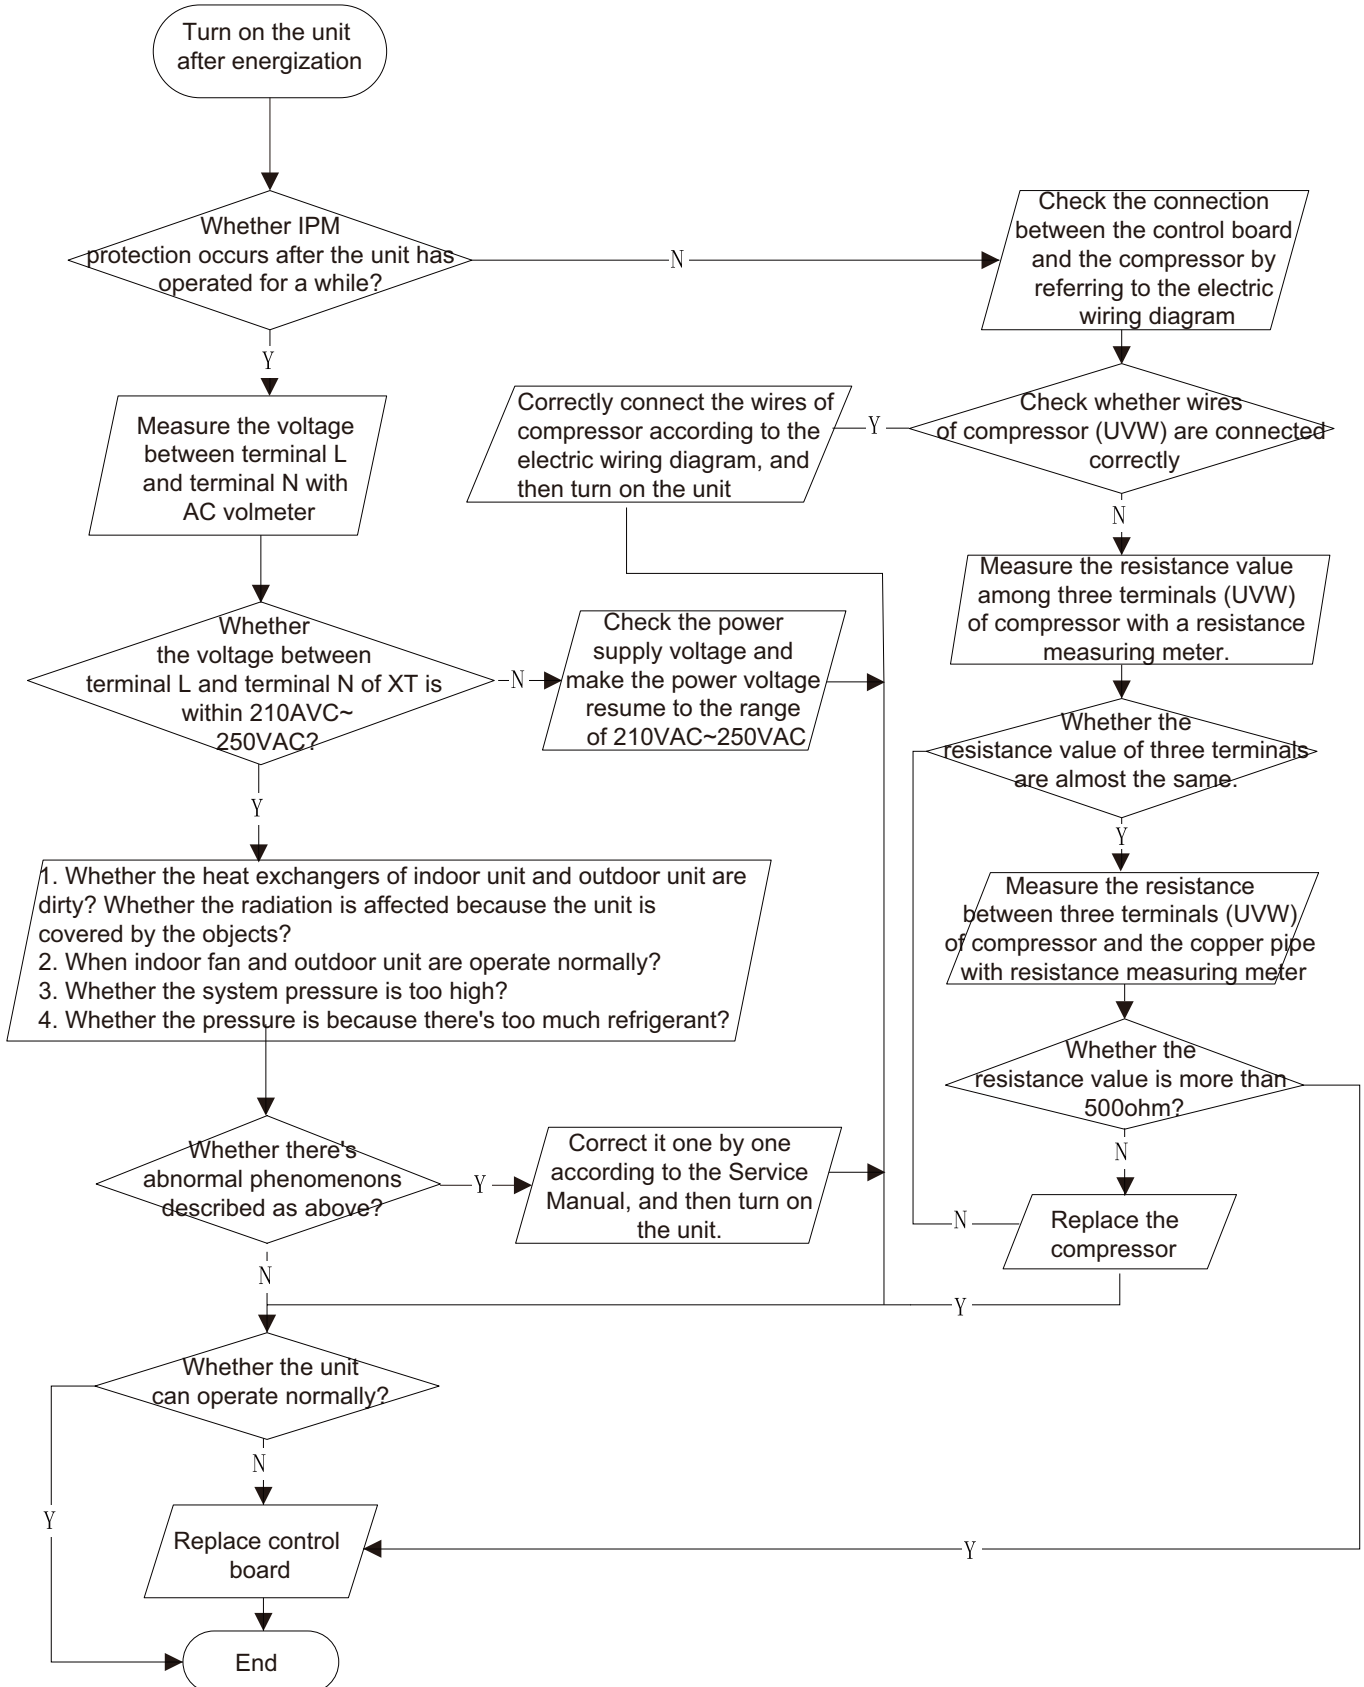 Turn on the unit
after energization
Whether IPM
protection occurs after the unit has
operated for a while?
N
Check the connection
between the control board
and the compressor by
referring to the electric
wiring diagram
Y
Measure the voltage
between terminal L
and terminal N with
AC volmeter
Correctly connect the wires of
compressor according to the
electric wiring diagram, and
then turn on the unit
Y
Check whether wires
of compressor (UVW) are connected
correctly
N
Measure the resistance value
among three terminals (UVW)
of compressor with a resistance
measuring meter.
Whether
the voltage between
terminal L and terminal N of XT is
within 210AVC~
250VAC?
N
Check the power
supply voltage and
make the power voltage
resume to the range
of 210VAC~250VAC
Whether the
resistance value of three terminals
are almost the same.
Y
Y
1. Whether the heat exchangers of indoor unit and outdoor unit are
dirty? Whether the radiation is affected because the unit is
covered by the objects?
2. When indoor fan and outdoor unit are operate normally?
3. Whether the system pressure is too high?
4. Whether the pressure is because there's too much refrigerant?
Measure the resistance
between three terminals (UVW)
of compressor and the copper pipe
with resistance measuring meter
Whether the
resistance value is more than
500ohm?
Whether there's
abnormal phenomenons
described as above?
Y
Correct it one by one
according to the Service
Manual, and then turn on
the unit.
N
N
Replace the
compressor
N
Y
Whether the unit
can operate normally?
N
Y
Replace control
board
Y
End